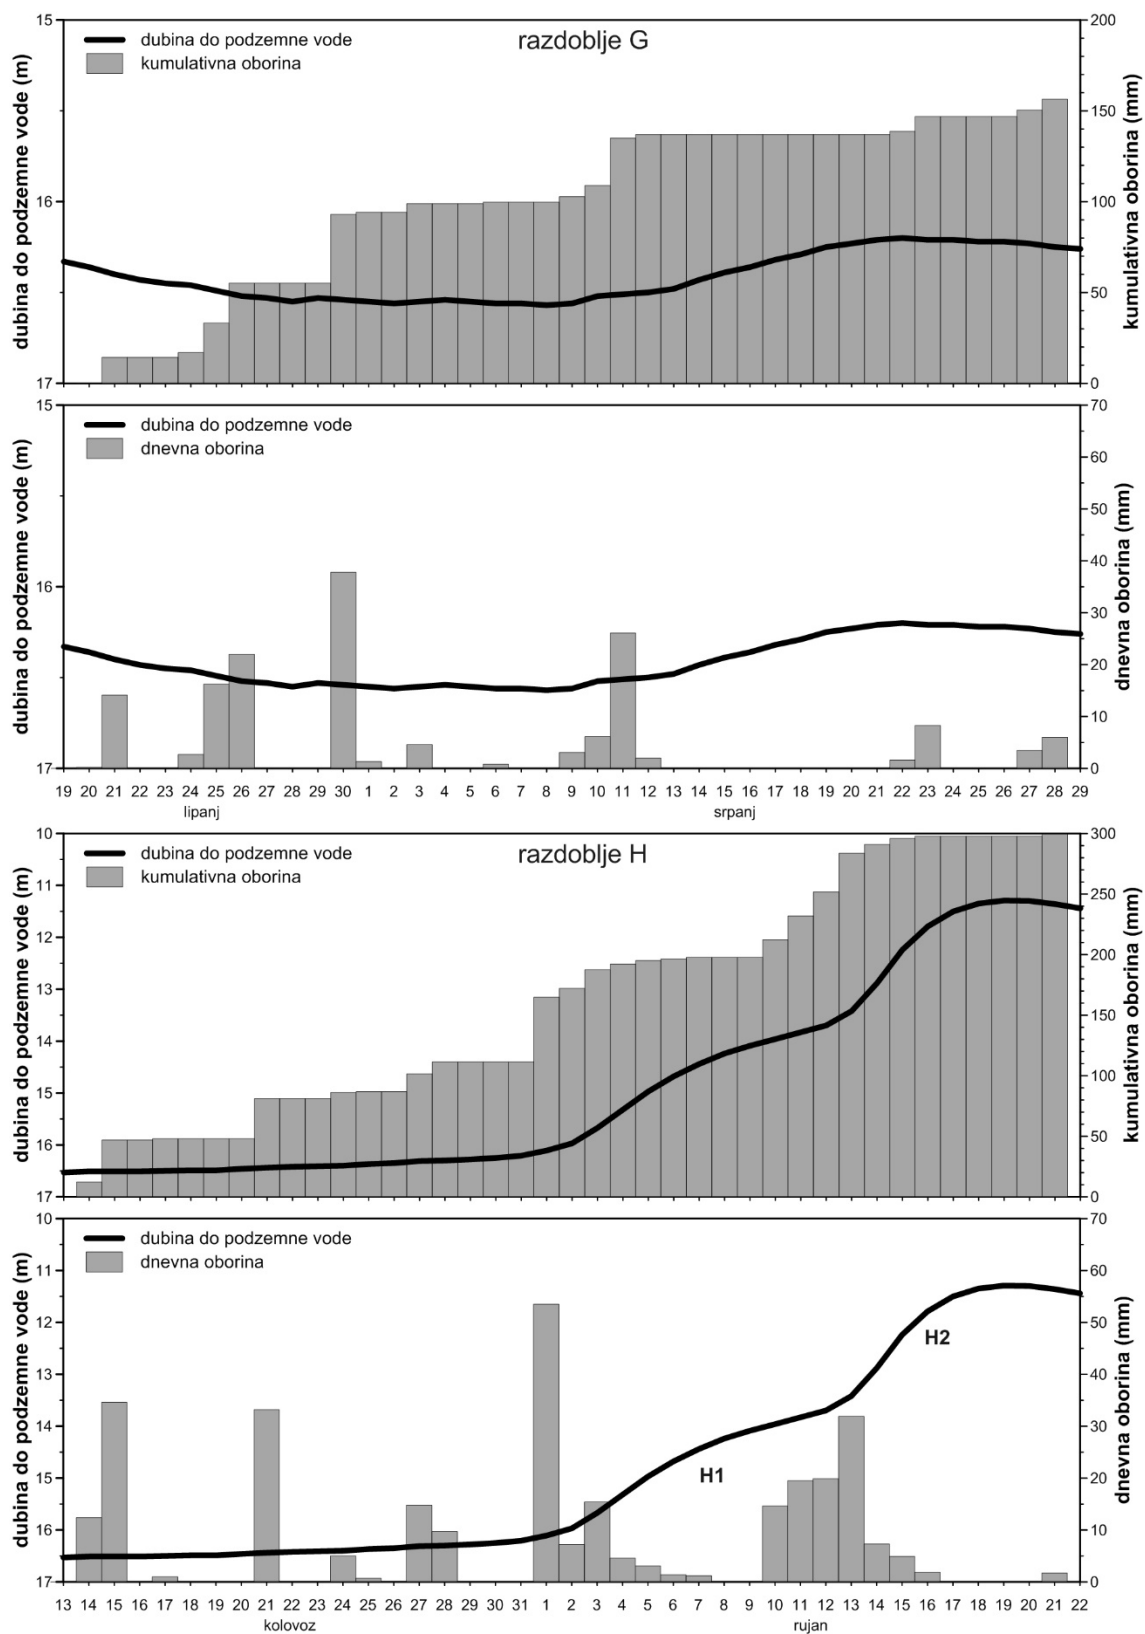 razdoblje G
dubina do podzemne vode
kumulativna oborina
dubina do podzemne vode (m)
15
16
17
kumulativna oborina (mm)
200
150
100
50
0
dubina do podzemne vode
dnevna oborina
dubina do podzemne vode (m)
15
16
17
dnevna oborina (mm)
70
60
50
40
30
20
10
0
19 20 21 22 23 24 25 26 27 28 29 30 1 2 3 4 5 6 7 8 9 10 11 12 13 14 15 16 17 18 19 20 21 22 23 24 25 26 27 28 29
lipanj srpanj
razdoblje H
dubina do podzemne vode
kumulativna oborina
dubina do podzemne vode (m)
10
11
12
13
14
15
16
17
kumulativna oborina (mm)
300
250
200
150
100
50
0
dubina do podzemne vode
dnevna oborina
dubina do podzemne vode (m)
10
11
12
13
14
15
16
17
H1
H2
dnevna oborina (mm)
70
60
50
40
30
20
10
0
13 14 15 16 17 18 19 20 21 22 23 24 25 26 27 28 29 30 31 1 2 3 4 5 6 7 8 9 10 11 12 13 14 15 16 17 18 19 20 21 22
kolovoz rujan